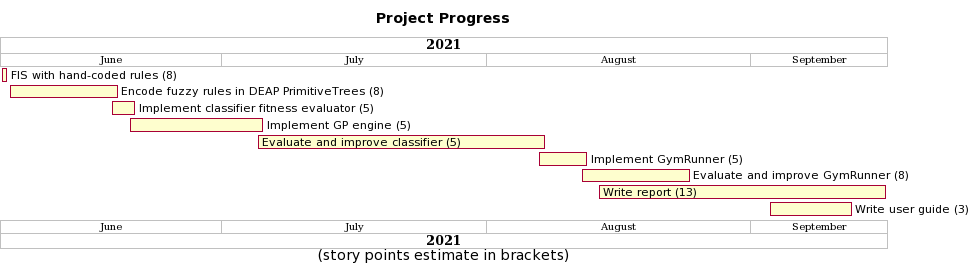 Project Progress
2021
June July August September
FIS with hand-coded rules (8)
Encode fuzzy rules in DEAP PrimitiveTrees (8)
Implement classifier fitness evaluator (5)
Implement GP engine (5)
Evaluate and improve classifier (5)
Implement GymRunner (5)
Evaluate and improve GymRunner (8)
Write report (13)
Write user guide (3)
June July August September
2021
(story points estimate in brackets)